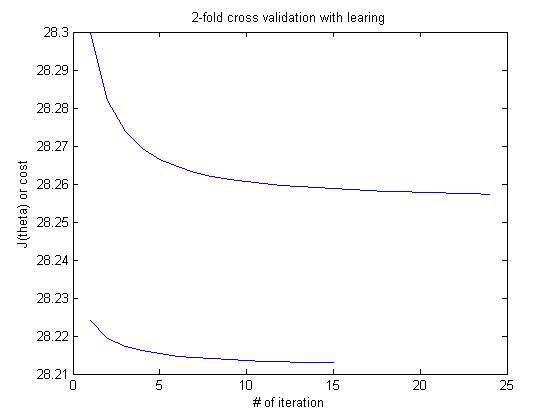 2-fold cross validation with learing
28.3
28.29
28.28
28.27
28.26
28.25
28.24
28.23
28.22
28.21
J(theta) or cost
0 5 10 15 20 25
# of iteration